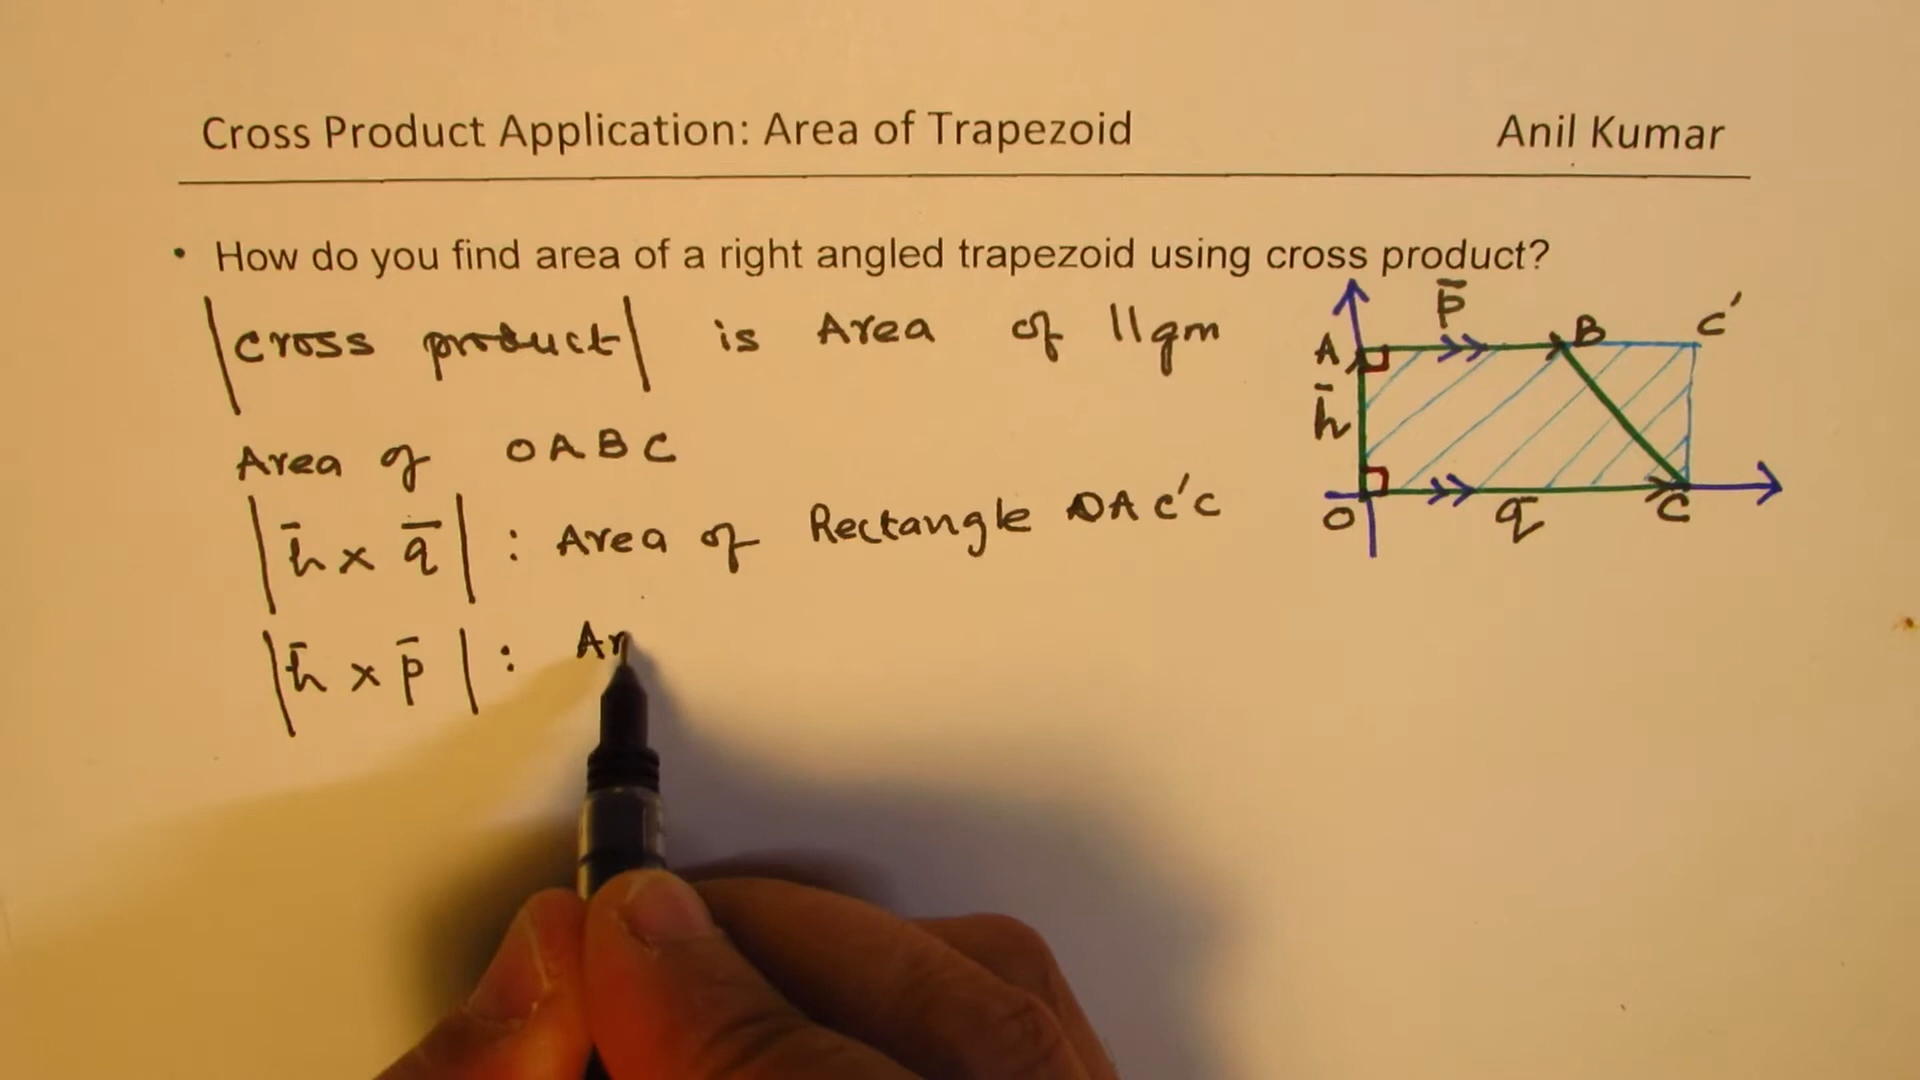 Cross Product Application: Area of Trapezoid
Anil Kumar
• How do you find area of a right angled trapezoid using cross product?
|cross product| is Area of llgm
Area of OABC
|h̄ × q̄| : Area of Rectangle OAC'C
|h̄ × p̄| : Ar
p̄
A
B
C'
h̄
O
q̄
C